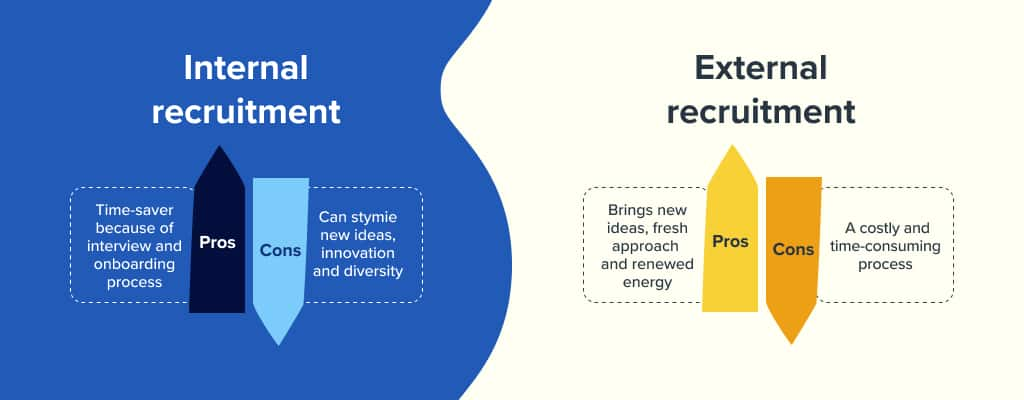 Internal
recruitment
Time-saver
because of
interview and
onboarding
process
Pros
Cons
Can stymie
new ideas,
innovation
and diversity
External
recruitment
Brings new
ideas, fresh
approach
and renewed
energy
Pros
Cons
A costly and
time-consuming
process